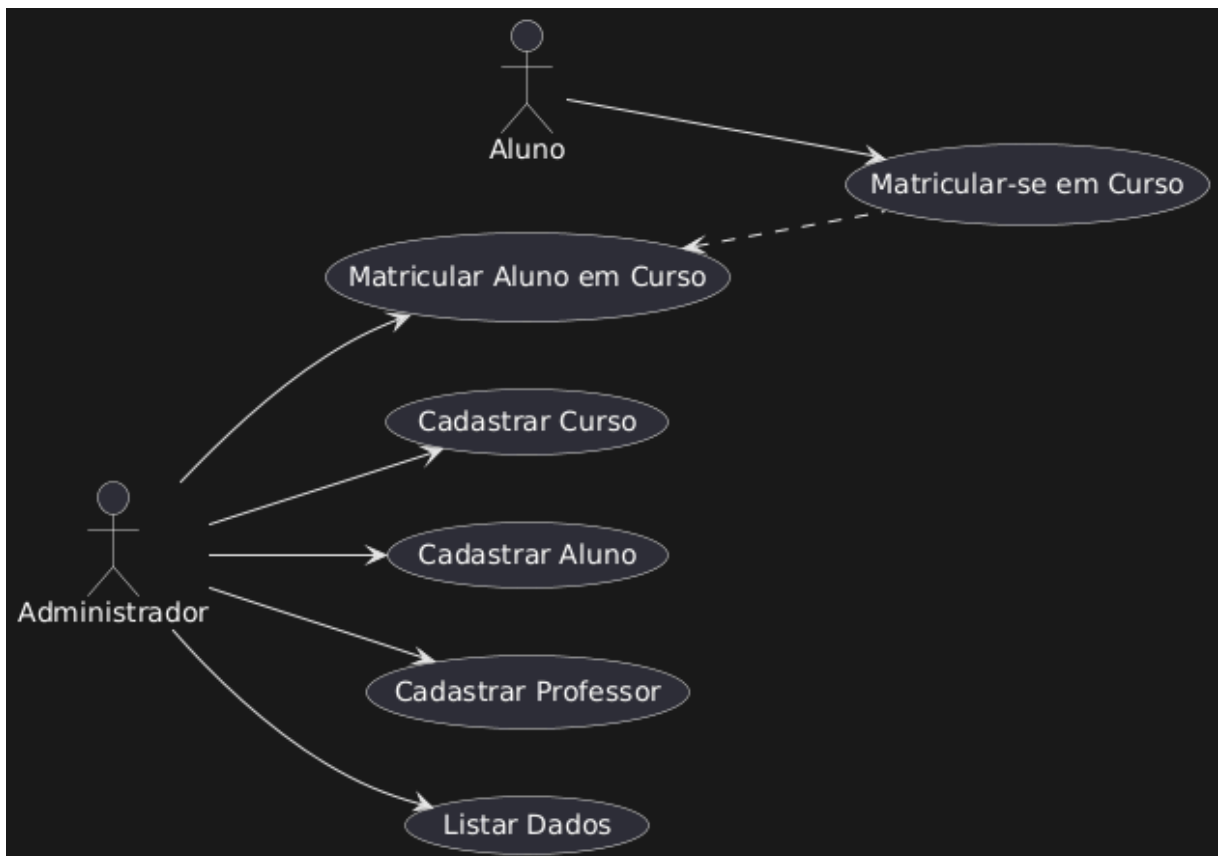 Aluno
Matricular-se em Curso
Matricular Aluno em Curso
Cadastrar Curso
Cadastrar Aluno
Administrador
Cadastrar Professor
Listar Dados